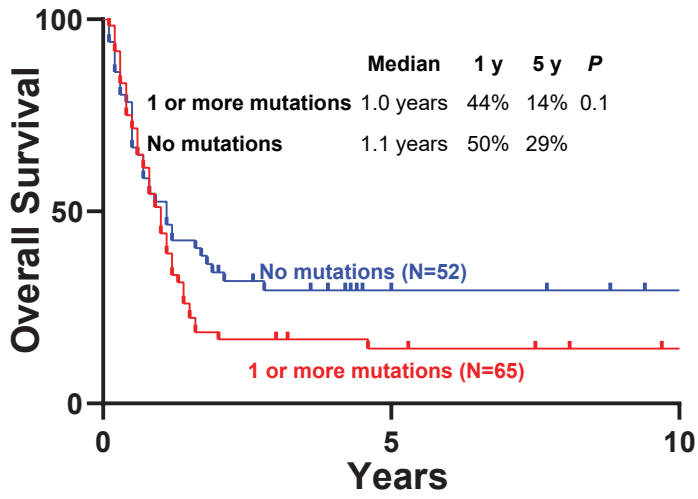 100
Median 1 y 5 y P
1 or more mutations 1.0 years 44% 14% 0.1
No mutations 1.1 years 50% 29%
Overall Survival
50
No mutations (N=52)
1 or more mutations (N=65)
0
0 5 10
Years